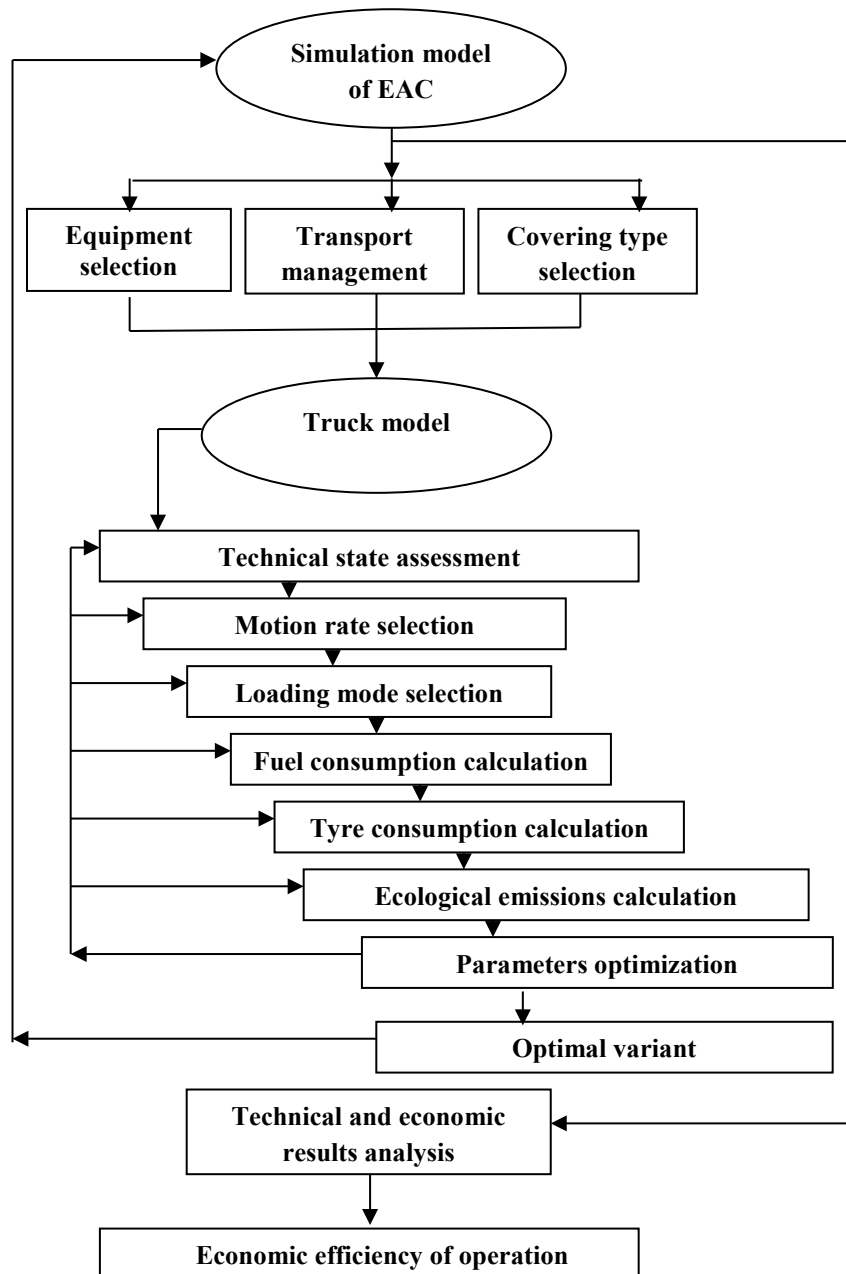 Simulation model
of EAC
Equipment
selection
Transport
management
Covering type
selection
Truck model
Technical state assessment
Motion rate selection
Loading mode selection
Fuel consumption calculation
Tyre consumption calculation
Ecological emissions calculation
Parameters optimization
Optimal variant
Technical and economic
results analysis
Economic efficiency of operation